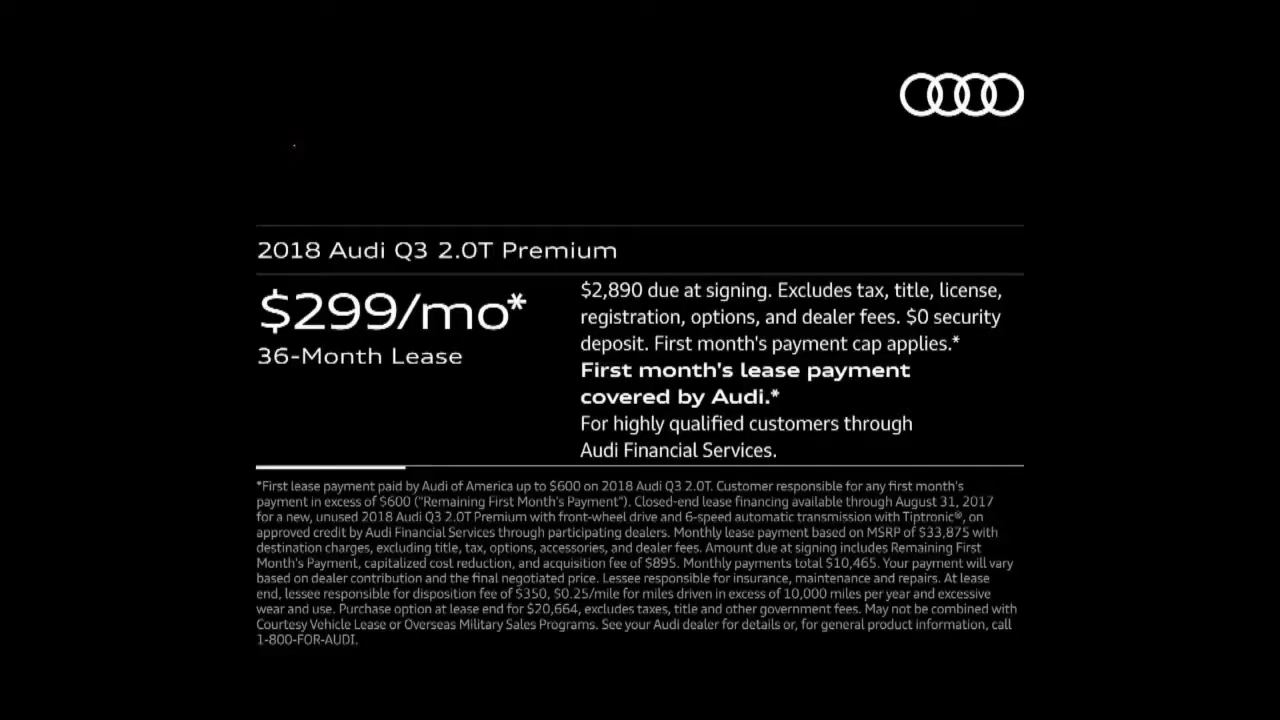 2018 Audi Q3 2.0T Premium
$299/mo*
36-Month Lease
$2,890 due at signing. Excludes tax, title, license,
registration, options, and dealer fees. $0 security
deposit. First month's payment cap applies.*
First month's lease payment
covered by Audi.*
For highly qualified customers through
Audi Financial Services.
*First lease payment paid by Audi of America up to $600 on 2018 Audi Q3 2.0T. Customer responsible for any first month's
payment in excess of $600 ("Remaining First Month's Payment"). Closed-end lease financing available through August 31, 2017
for a new, unused 2018 Audi Q3 2.0T Premium with front-wheel drive and 6-speed automatic transmission with Tiptronic®, on
approved credit by Audi Financial Services through participating dealers. Monthly lease payment based on MSRP of $33,875 with
destination charges, excluding title, tax, options, accessories, and dealer fees. Amount due at signing includes Remaining First
Month's Payment, capitalized cost reduction, and acquisition fee of $895. Monthly payments total $10,465. Your payment will vary
based on dealer contribution and the final negotiated price. Lessee responsible for insurance, maintenance and repairs. At lease
end, lessee responsible for disposition fee of $350, $0.25/mile for miles driven in excess of 10,000 miles per year and excessive
wear and use. Purchase option at lease end for $20,664, excludes taxes, title and other government fees. May not be combined with
Courtesy Vehicle Lease or Overseas Military Sales Programs. See your Audi dealer for details or, for general product information, call
1-800-FOR-AUDI.